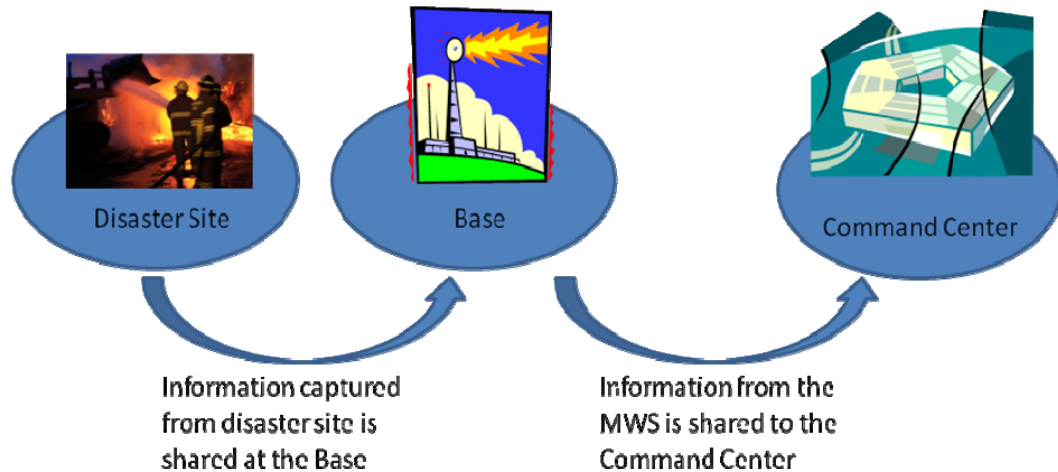 Disaster Site
Base
Command Center
Information captured
from disaster site is
shared at the Base
Information from the
MWS is shared to the
Command Center